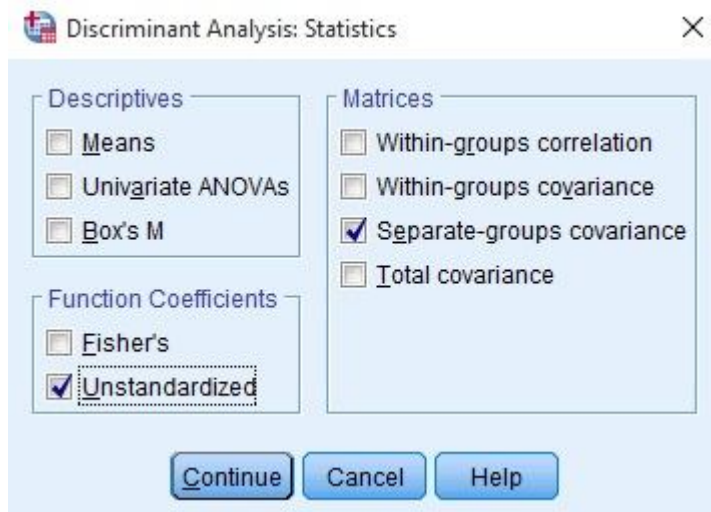 Discriminant Analysis: Statistics
Descriptives
Means
Univariate ANOVAs
Box's M
Function Coefficients
Fisher's
Unstandardized
Matrices
Within-groups correlation
Within-groups covariance
Separate-groups covariance
Total covariance
Continue Cancel Help